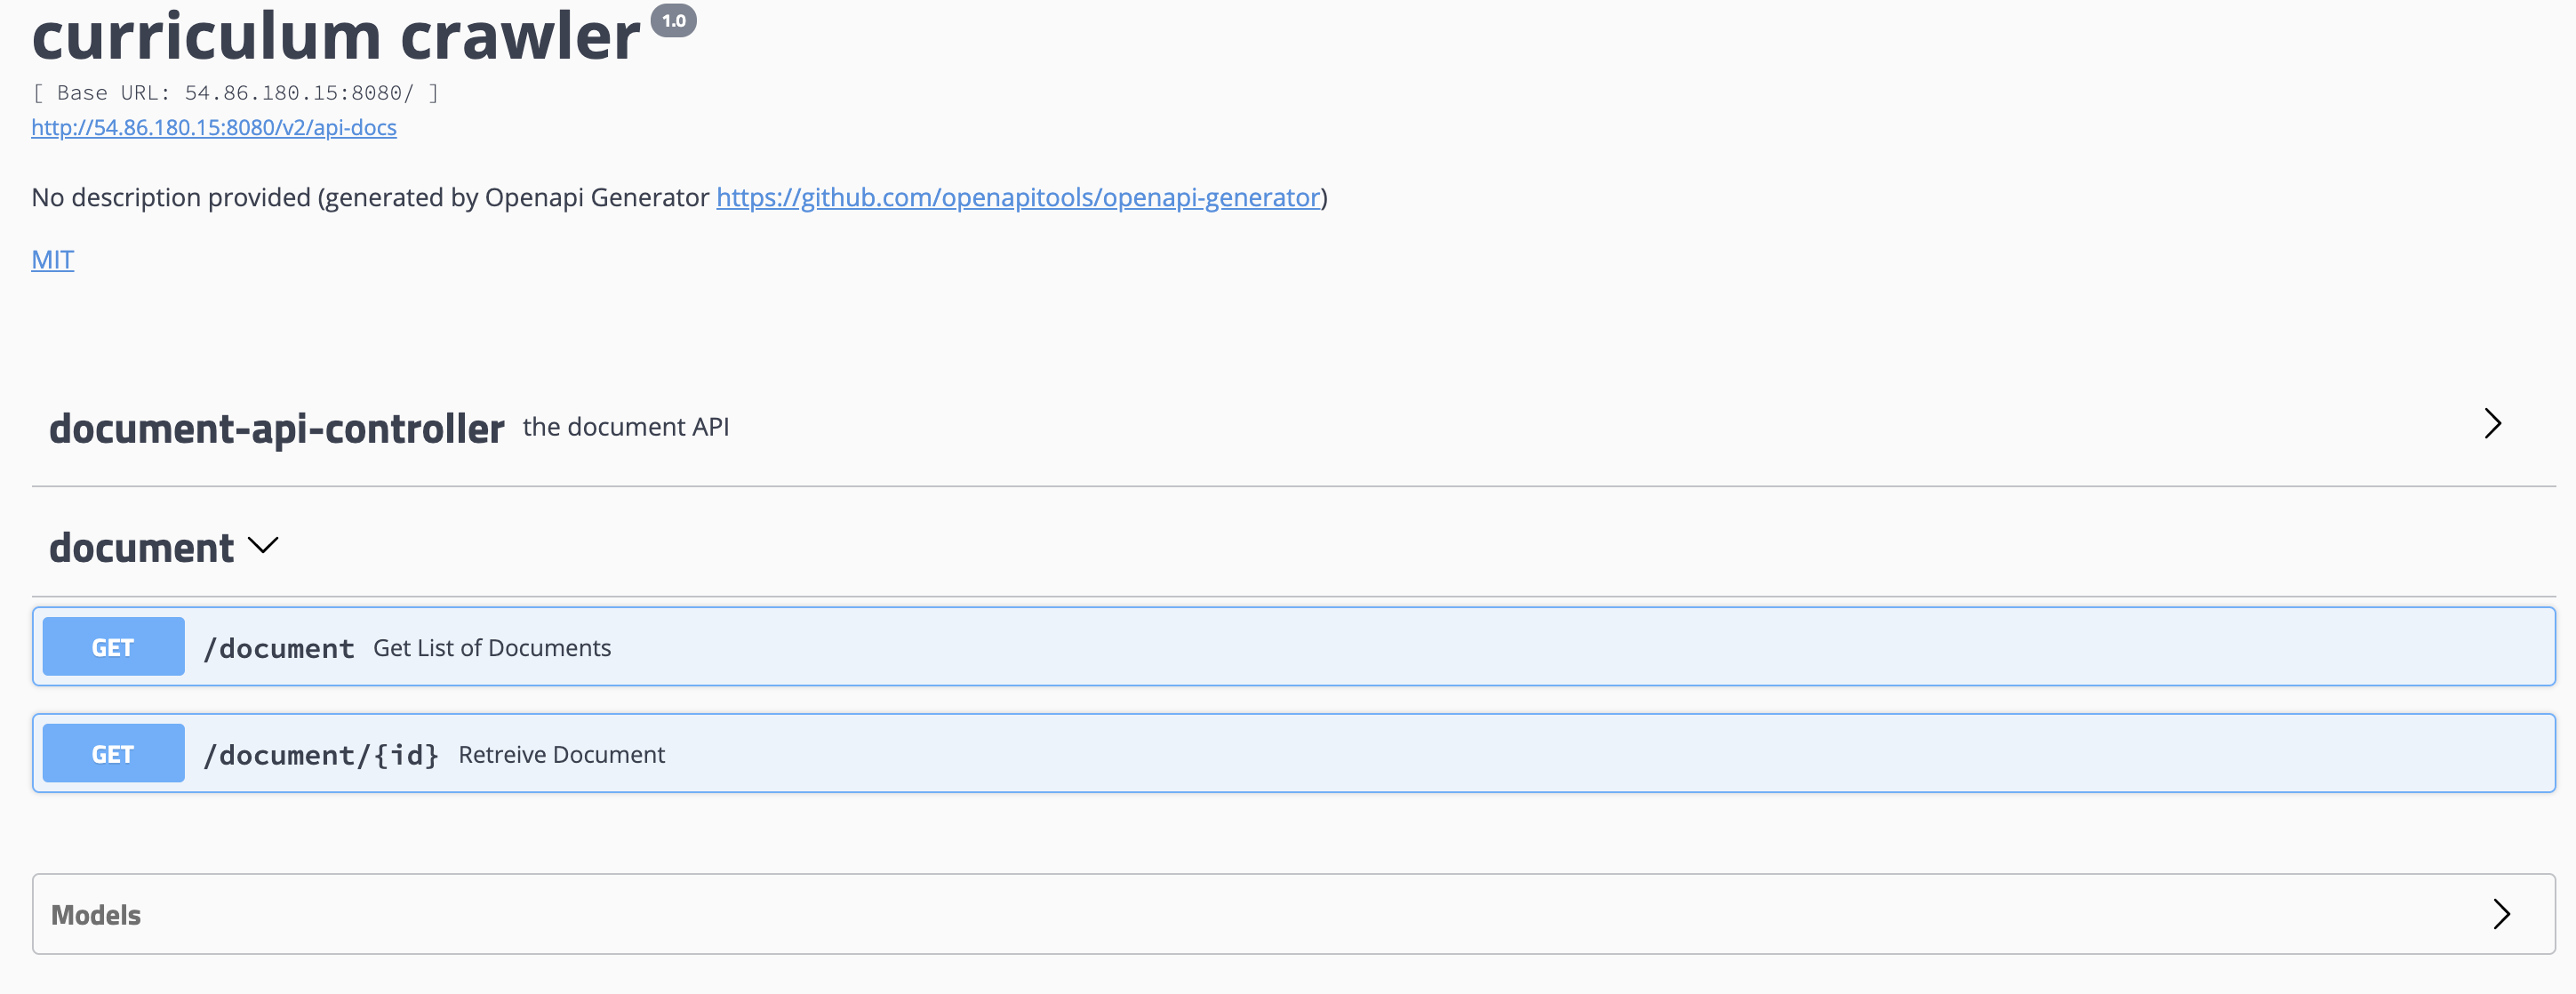 curriculum crawler 1.0
[ Base URL: 54.86.180.15:8080/ ]
http://54.86.180.15:8080/v2/api-docs
No description provided (generated by Openapi Generator https://github.com/openapitools/openapi-generator)
MIT
document-api-controller the document API
document
GET /document Get List of Documents
GET /document/{id} Retreive Document
Models